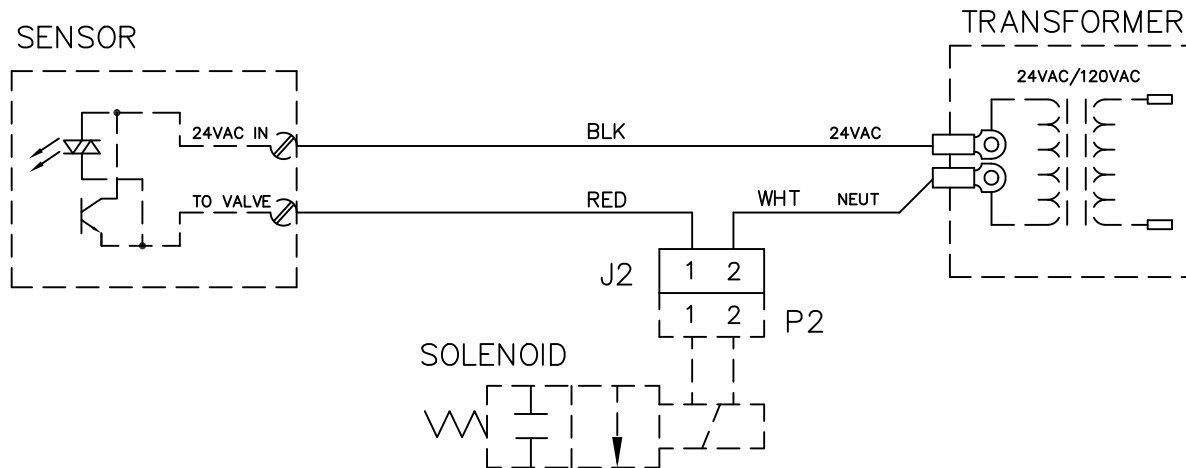 SENSOR
TRANSFORMER
24VAC/120VAC
24VAC IN
BLK
24VAC
TO VALVE
RED
WHT
NEUT
J2
1 2
1 2
P2
SOLENOID